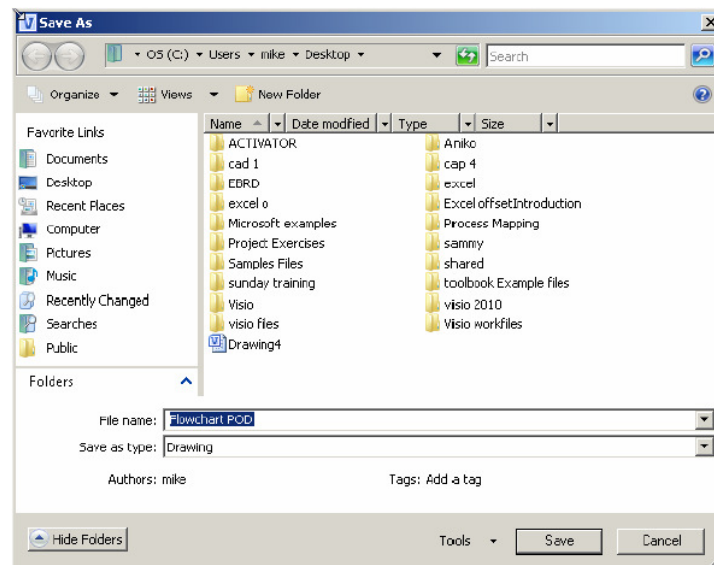 Save As
OS (C:) Users mike Desktop Search
Organize Views New Folder
Favorite Links
Documents
Desktop
Recent Places
Computer
Pictures
Music
Recently Changed
Searches
Public
Folders
Name Date modified Type Size
ACTIVATOR Aniko
cad 1 cap 4
EBRD excel
excel o Excel offsetIntroduction
Microsoft examples Process Mapping
Project Exercises sammy
Samples Files shared
sunday training toolbook Example files
Visio visio 2010
visio files Visio workfiles
Drawing4
File name: Flowchart POD
Save as type: Drawing
Authors: mike Tags: Add a tag
Hide Folders Tools Save Cancel